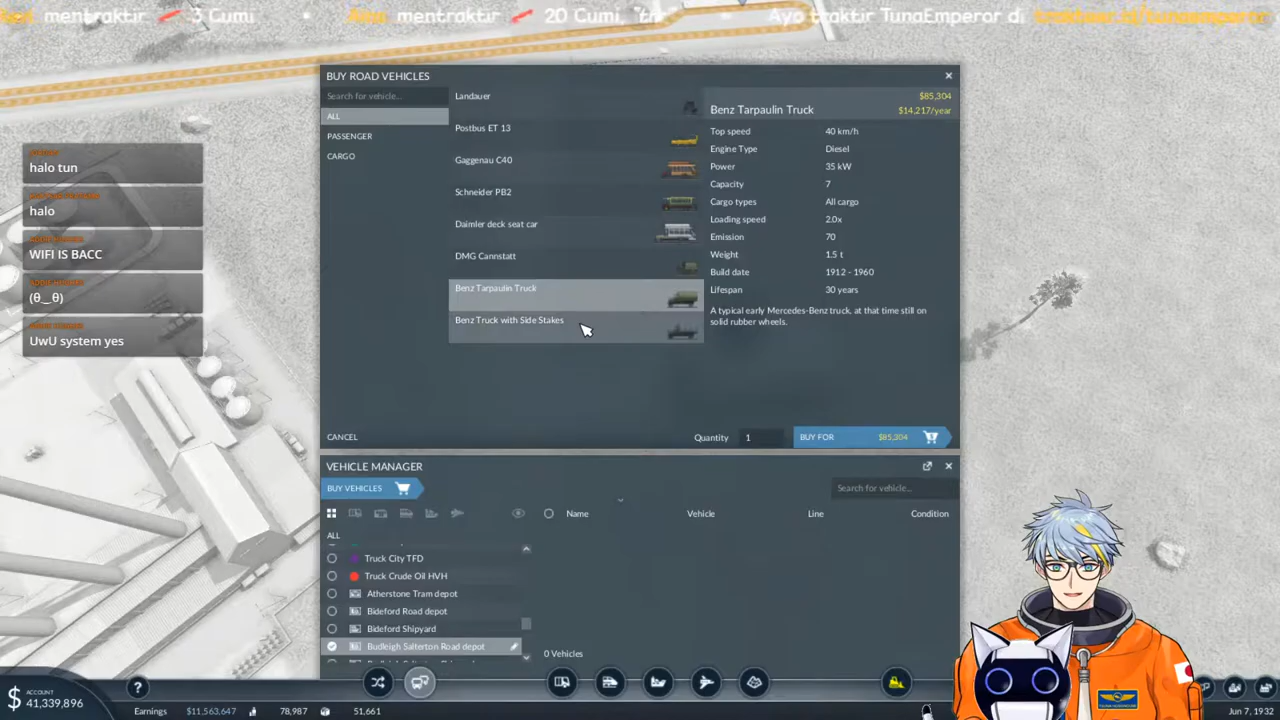 mentraktir
3 Cumi
mentraktir
20 Cumi,
Ayo traktir TunaEmperor di
trakteer.id/tunaemperor
halo tun
halo
WIFI IS BACC
(θ‿θ)
UwU system yes
BUY ROAD VEHICLES
Search for vehicle...
ALL
PASSENGER
CARGO
Landauer
Postbus ET 13
Gaggenau C40
Schneider PB2
Daimler deck seat car
DMG Cannstatt
Benz Tarpaulin Truck
Benz Truck with Side Stakes
$85,304
Benz Tarpaulin Truck
$14,217/year
Top speed 40 km/h
Engine Type Diesel
Power 35 kW
Capacity 7
Cargo types All cargo
Loading speed 2.0x
Emission 70
Weight 1.5 t
Build date 1912 - 1960
Lifespan 30 years
A typical early Mercedes-Benz truck, at that time still on
solid rubber wheels.
CANCEL
Quantity 1
BUY FOR $85,304
VEHICLE MANAGER
BUY VEHICLES
Search for vehicle...
Name Vehicle Line Condition
ALL
Truck City TFD
Truck Crude Oil HVH
Atherstone Tram depot
Bideford Road depot
Bideford Shipyard
Budleigh Salterton Road depot
0 Vehicles
$ ACCOUNT
41,339,896
?
Earnings $11,563,647 78,987 51,661
Jun 7, 1932